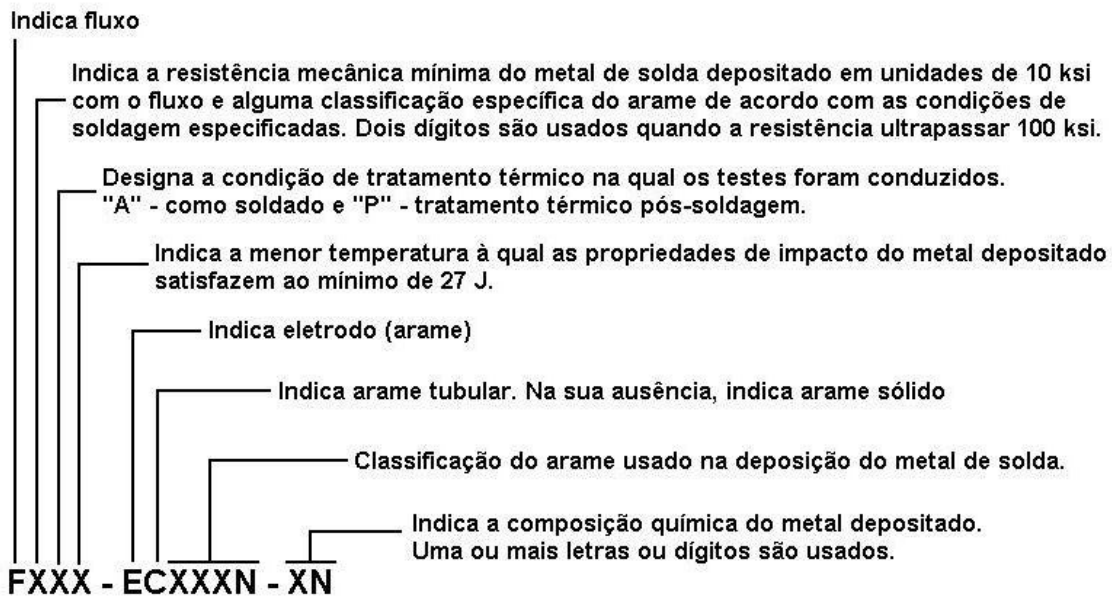 Indica fluxo
Indica a resistência mecânica mínima do metal de solda depositado em unidades de 10 ksi
com o fluxo e alguma classificação específica do arame de acordo com as condições de
soldagem especificadas. Dois dígitos são usados quando a resistência ultrapassar 100 ksi.
Designa a condição de tratamento térmico na qual os testes foram conduzidos.
"A" - como soldado e "P" - tratamento térmico pós-soldagem.
Indica a menor temperatura à qual as propriedades de impacto do metal depositado
satisfazem ao mínimo de 27 J.
Indica eletrodo (arame)
Indica arame tubular. Na sua ausência, indica arame sólido
Classificação do arame usado na deposição do metal de solda.
Indica a composição química do metal depositado.
Uma ou mais letras ou dígitos são usados.
FXXX - ECXXXN - XN